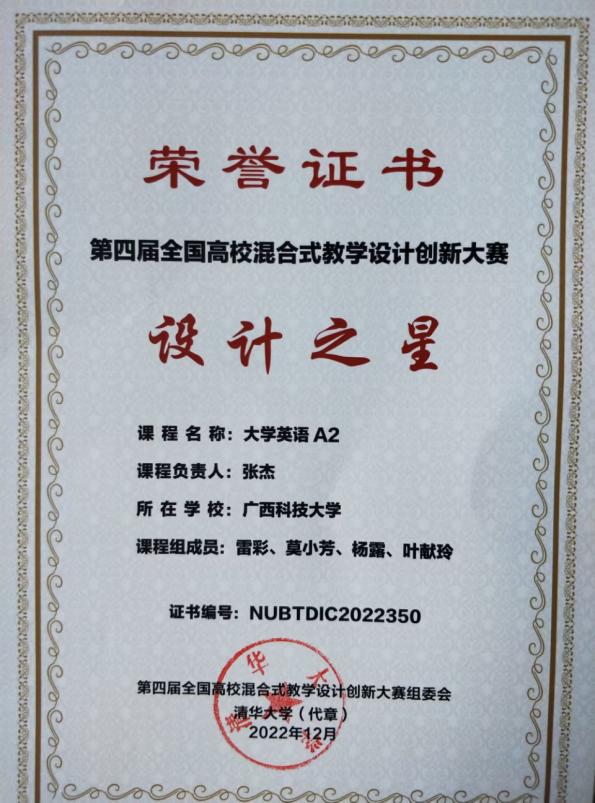 荣誉证书
第四届全国高校混合式教学设计创新大赛
设计之星
课程名称：大学英语 A2
课程负责人：张杰
所在学校：广西科技大学
课程组成员：雷彩、莫小芳、杨露、叶献玲
证书编号：NUBTDIC2022350
第四届全国高校混合式教学设计创新大赛组委会
清华大学（代章）
2022年12月
清华大学